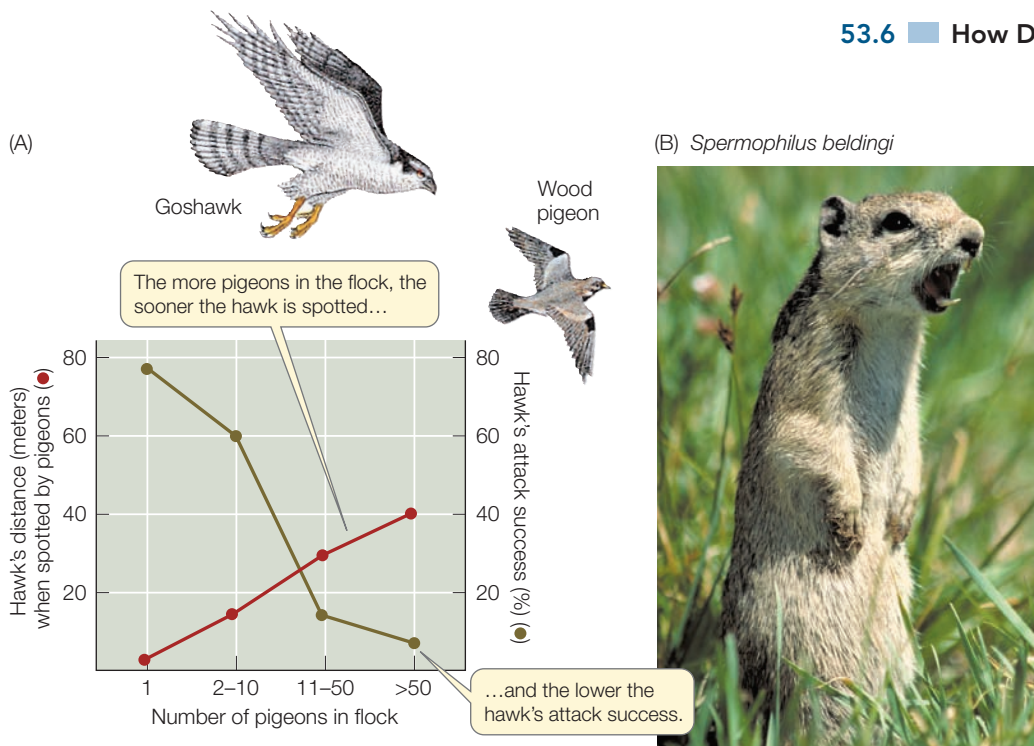 53.6 How D
(A)
Goshawk
Wood
pigeon
(B) Spermophilus beldingi
The more pigeons in the flock, the
sooner the hawk is spotted…
Hawk's distance (meters)
when spotted by pigeons (●)
80
60
40
20
80
60
40
20
Hawk's attack success (%) (●)
1
2–10
11–50
>50
Number of pigeons in flock
…and the lower the
hawk's attack success.